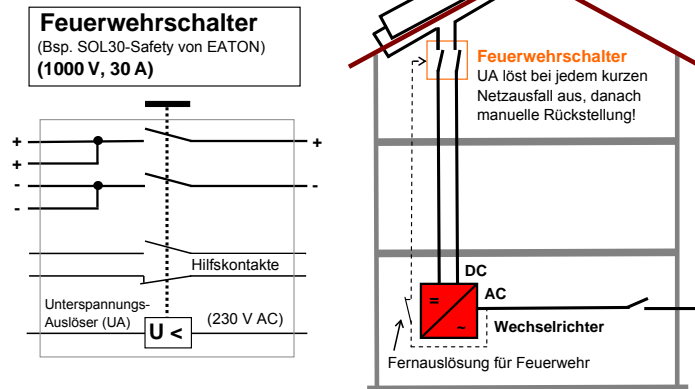 Feuerwehrschalter
(Bsp. SOL30-Safety von EATON)
(1000 V, 30 A)
+
+
-
-
+
-
Hilfskontakte
Unterspannungs-
Auslöser (UA)
U <
(230 V AC)
Feuerwehrschalter
UA löst bei jedem kurzen
Netzausfall aus, danach
manuelle Rückstellung!
DC
AC
=
~
Wechselrichter
Fernauslösung für Feuerwehr